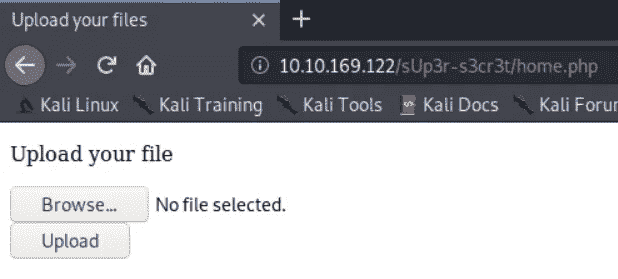 Upload your files
10.10.169.122/sUp3r-s3cr3t/home.php
Kali Linux Kali Training Kali Tools Kali Docs Kali Forum
Upload your file
Browse... No file selected.
Upload